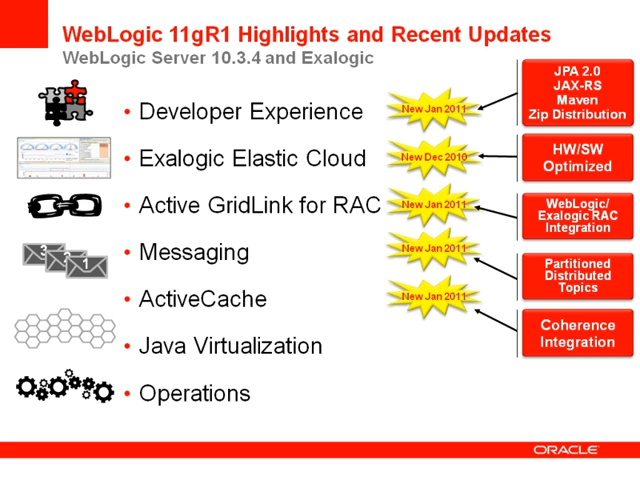 WebLogic 11gR1 Highlights and Recent Updates
WebLogic Server 10.3.4 and Exalogic
• Developer Experience
New Jan 2011
JPA 2.0
JAX-RS
Maven
Zip Distribution
• Exalogic Elastic Cloud
New Dec 2010
HW/SW
Optimized
• Active GridLink for RAC
New Jan 2011
WebLogic/
Exalogic RAC
Integration
3 2 1
• Messaging
New Jan 2011
Partitioned
Distributed
Topics
• ActiveCache
New Jan 2011
Coherence
Integration
• Java Virtualization
• Operations
ORACLE